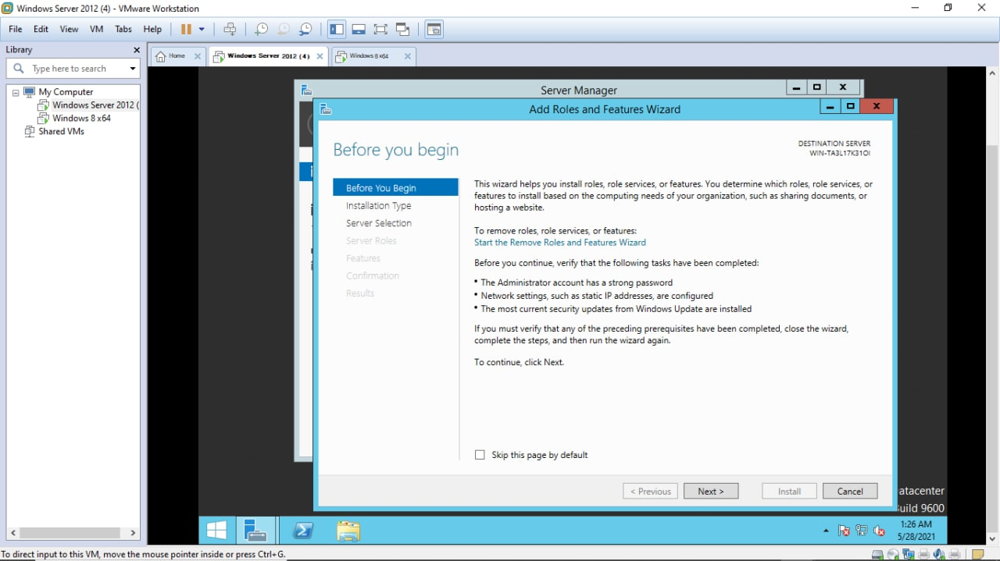 Windows Server 2012 (4) - VMware Workstation
File Edit View VM Tabs Help
Library
Type here to search
My Computer
Windows Server 2012 (
Windows 8 x64
Shared VMs
Home
Windows Server 2012 (4)
Windows 8 x64
Server Manager
Add Roles and Features Wizard
Before you begin
DESTINATION SERVER
WIN-TA3L17K31OI
Before You Begin
Installation Type
Server Selection
Server Roles
Features
Confirmation
Results
This wizard helps you install roles, role services, or features. You determine which roles, role services, or
features to install based on the computing needs of your organization, such as sharing documents, or
hosting a website.
To remove roles, role services, or features:
Start the Remove Roles and Features Wizard
Before you continue, verify that the following tasks have been completed:
• The Administrator account has a strong password
• Network settings, such as static IP addresses, are configured
• The most current security updates from Windows Update are installed
If you must verify that any of the preceding prerequisites have been completed, close the wizard,
complete the steps, and then run the wizard again.
To continue, click Next.
Skip this page by default
< Previous Next > Install Cancel
atacenter
uild 9600
1:26 AM
5/28/2021
To direct input to this VM, move the mouse pointer inside or press Ctrl+G.